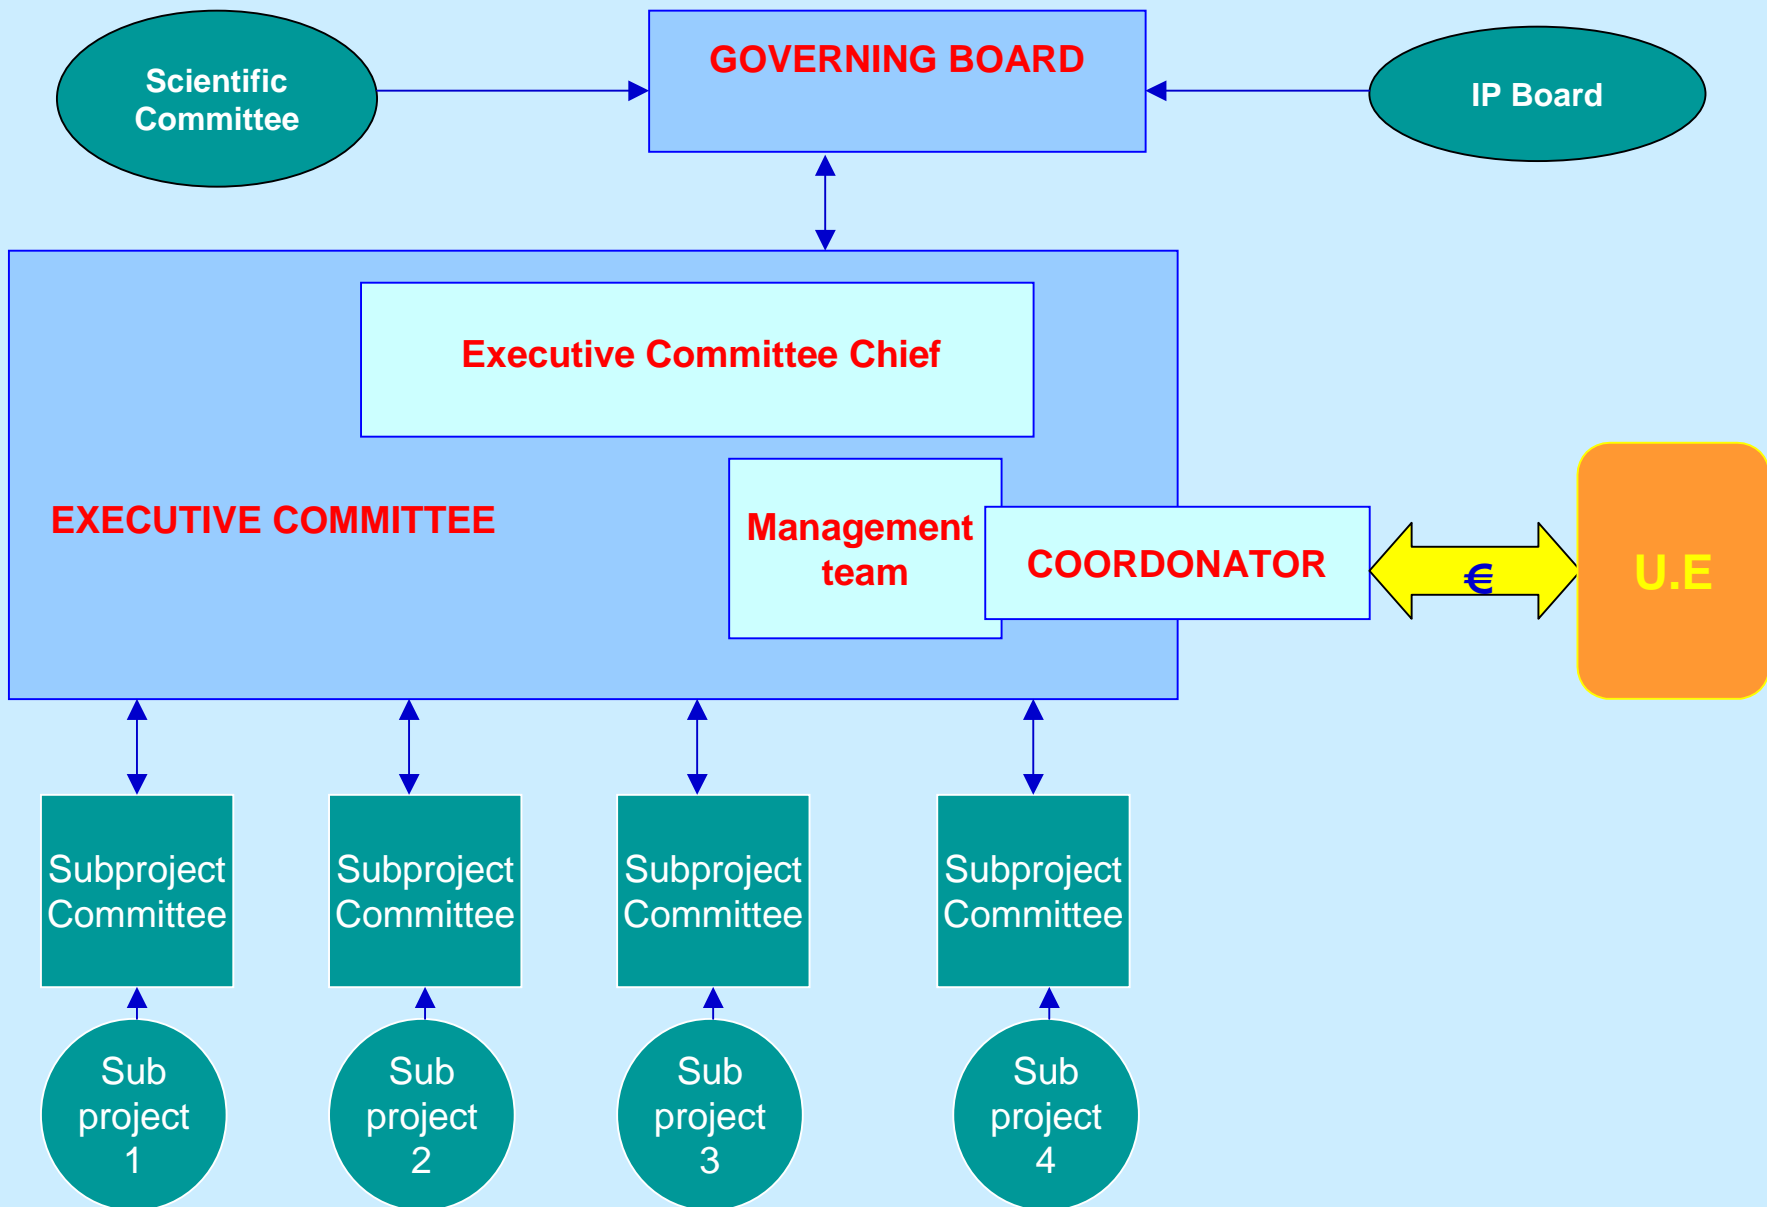 Scientific
Committee
GOVERNING BOARD
IP Board
Executive Committee Chief
EXECUTIVE COMMITTEE
Management
team
COORDONATOR
€
U.E
Subproject
Committee
Subproject
Committee
Subproject
Committee
Subproject
Committee
Sub
project
1
Sub
project
2
Sub
project
3
Sub
project
4